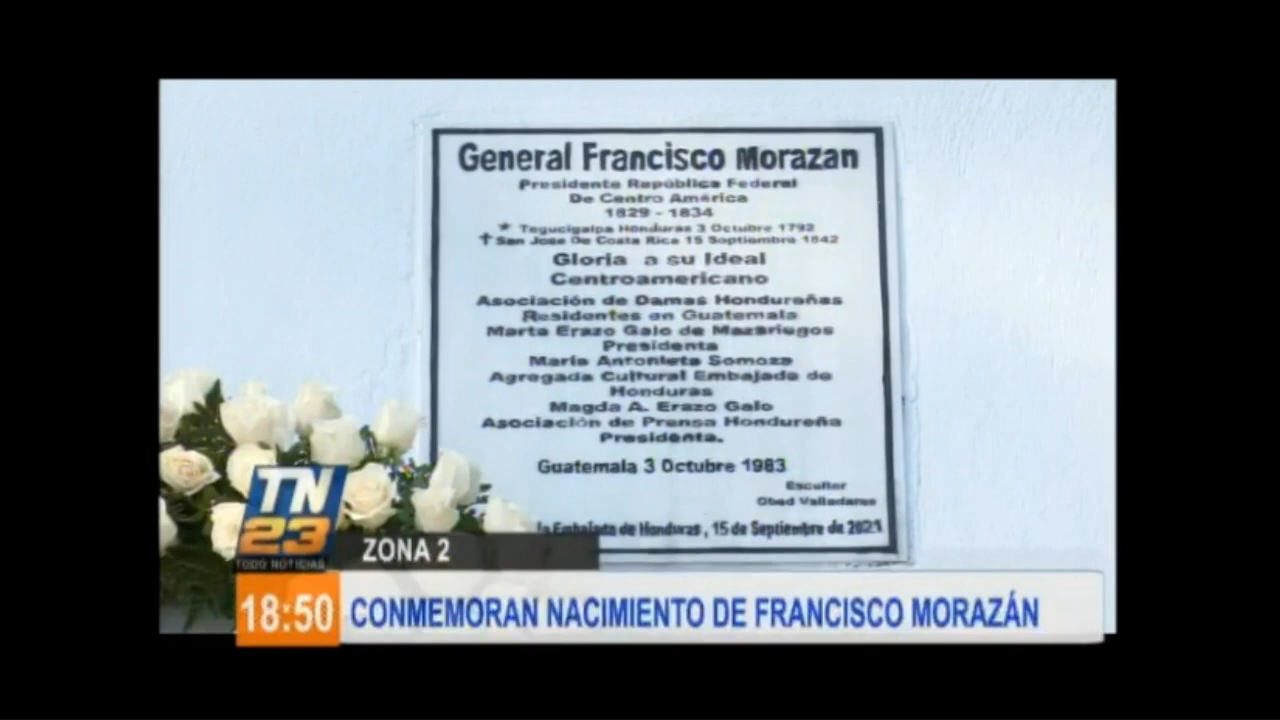 General Francisco Morazan
Presidente República Federal
De Centro América
1829 - 1834
* Tegucigalpa Honduras 3 Octubre 1792
† San Jose De Costa Rica 15 Septiembre 1842
Gloria a su Ideal
Centroamericano
Asociación de Damas Hondureñas
Residentes en Guatemala
Marta Erazo Galo de Mazariegos
Presidenta
María Antonieta Somoza
Agregada Cultural Embajada de
Honduras
Magda A. Erazo Galo
Asociación de Prensa Hondureña
Presidenta.
Guatemala 3 Octubre 1983
Escultor
Obed Valladares
la Embajada de Honduras, 15 de Septiembre de 2021
TN
23
TODO NOTICIAS
ZONA 2
18:50
CONMEMORAN NACIMIENTO DE FRANCISCO MORAZÁN